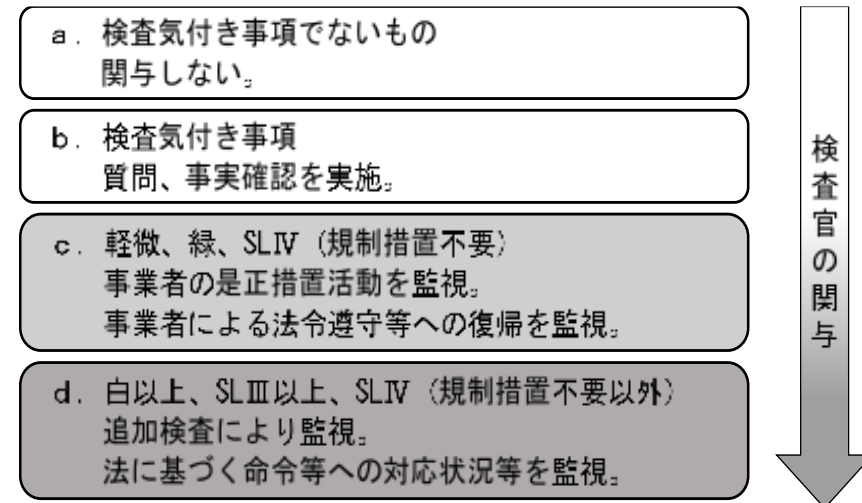 a. 検査気付き事項でないもの
関与しない。
b. 検査気付き事項
質問、事実確認を実施。
c. 軽微、緑、SLⅣ（規制措置不要）
事業者の是正措置活動を監視。
事業者による法令遵守等への復帰を監視。
d. 白以上、SLⅢ以上、SLⅣ（規制措置不要以外）
追加検査により監視。
法に基づく命令等への対応状況等を監視。
検査官の関与